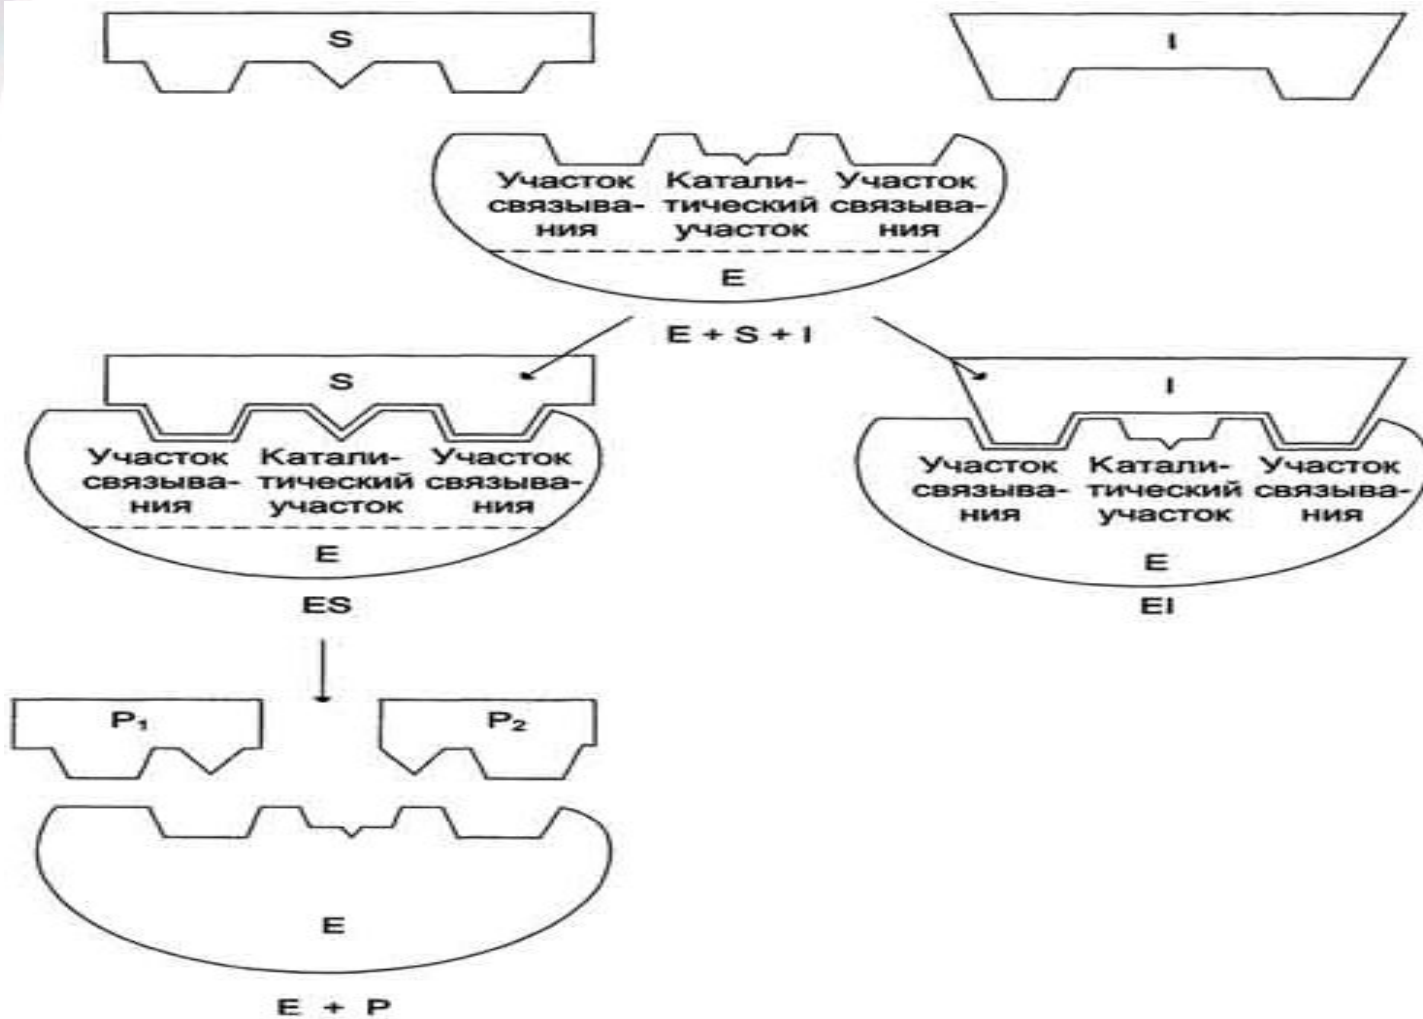 S
I
Участок Катали- Участок
связыва- тический связыва-
ния участок ния
E
E + S + I
S
I
Участок Катали- Участок
связыва- тический связыва-
ния участок ния
E
ES
Участок Катали- Участок
связыва- тический связыва-
ния участок ния
E
EI
P₁
P₂
E
E + P